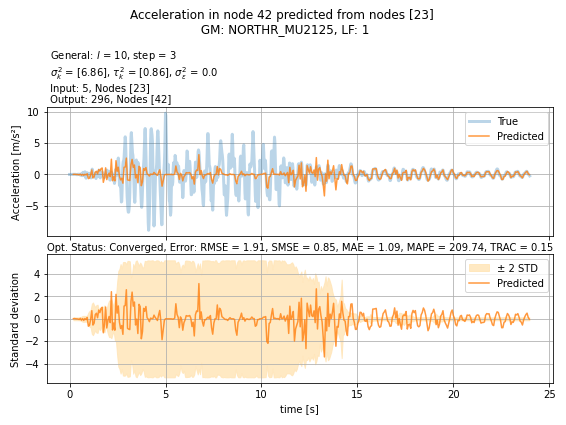 Acceleration in node 42 predicted from nodes [23]
GM: NORTHR_MU2125, LF: 1
General: l = 10, step = 3
σ²ₖ = [6.86], τ²ₖ = [0.86], σ²ε = 0.0
Input: 5, Nodes [23]
Output: 296, Nodes [42]
Acceleration [m/s²]
10
5
0
−5
True
Predicted
Opt. Status: Converged, Error: RMSE = 1.91, SMSE = 0.85, MAE = 1.09, MAPE = 209.74, TRAC = 0.15
Standard deviation
4
2
0
−2
−4
± 2 STD
Predicted
0 5 10 15 20 25
time [s]